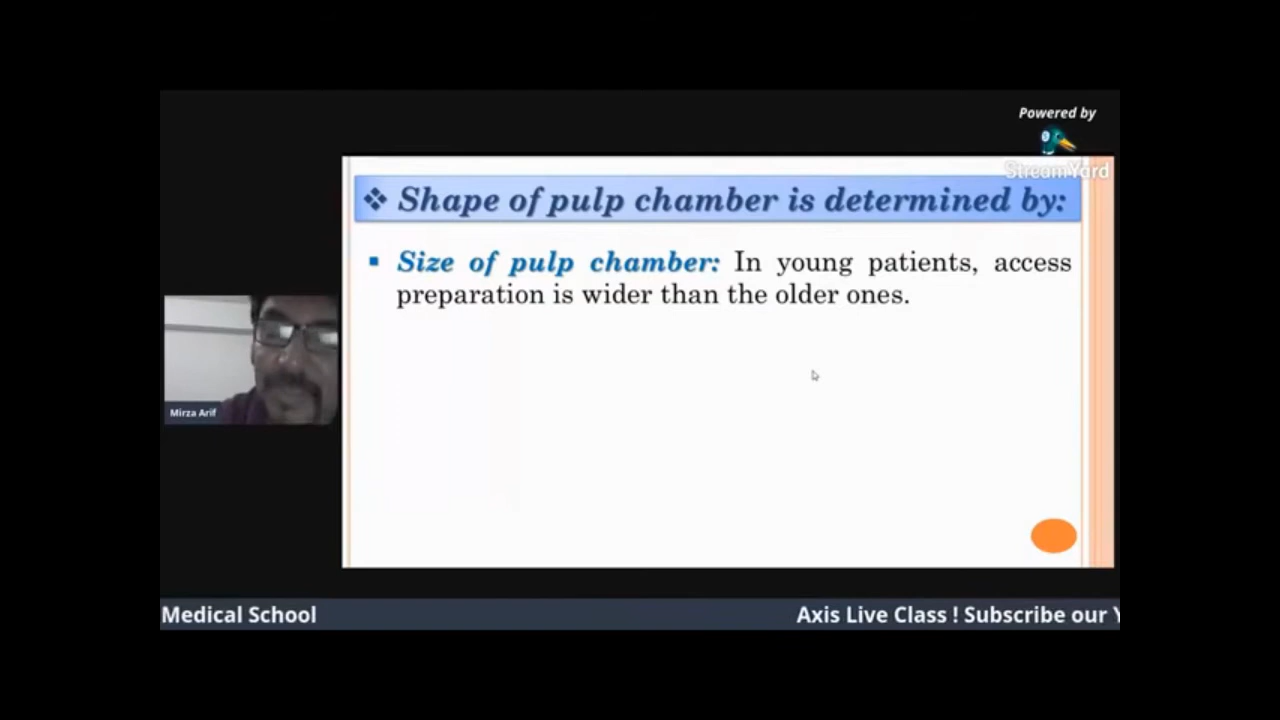 Powered by
StreamYard
❖ Shape of pulp chamber is determined by:
▪ Size of pulp chamber: In young patients, access
preparation is wider than the older ones.
Mirza Arif
Medical School
Axis Live Class ! Subscribe our Y